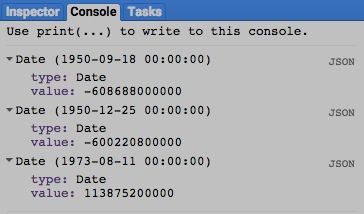 Inspector Console Tasks
Use print(...) to write to this console.
Date (1950-09-18 00:00:00) JSON
type: Date
value: -608688000000
Date (1950-12-25 00:00:00) JSON
type: Date
value: -600220800000
Date (1973-08-11 00:00:00) JSON
type: Date
value: 113875200000